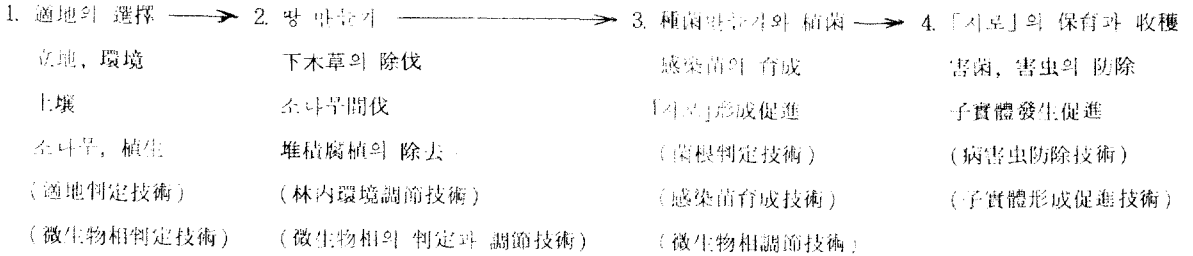 1. 適地의 選擇 ⟶ 2. 땅 만들기 ⟶ 3. 種菌만들기와 植菌 ⟶ 4. 「시로」의 保育과 收穫
立地, 環境 下木草의 除伐 感染苗의 育成 害菌, 害虫의 防除
土壤 소나무間伐 「시로」形成促進 子實體發生促進
소나무, 植生 堆積腐植의 除去 (菌根判定技術) (病害虫防除技術)
(適地判定技術) (林內環境調節技術) (感染苗育成技術) (子實體形成促進技術)
(微生物相判定技術) (微生物相의 判定과 調節技術) (微生物相調節技術)